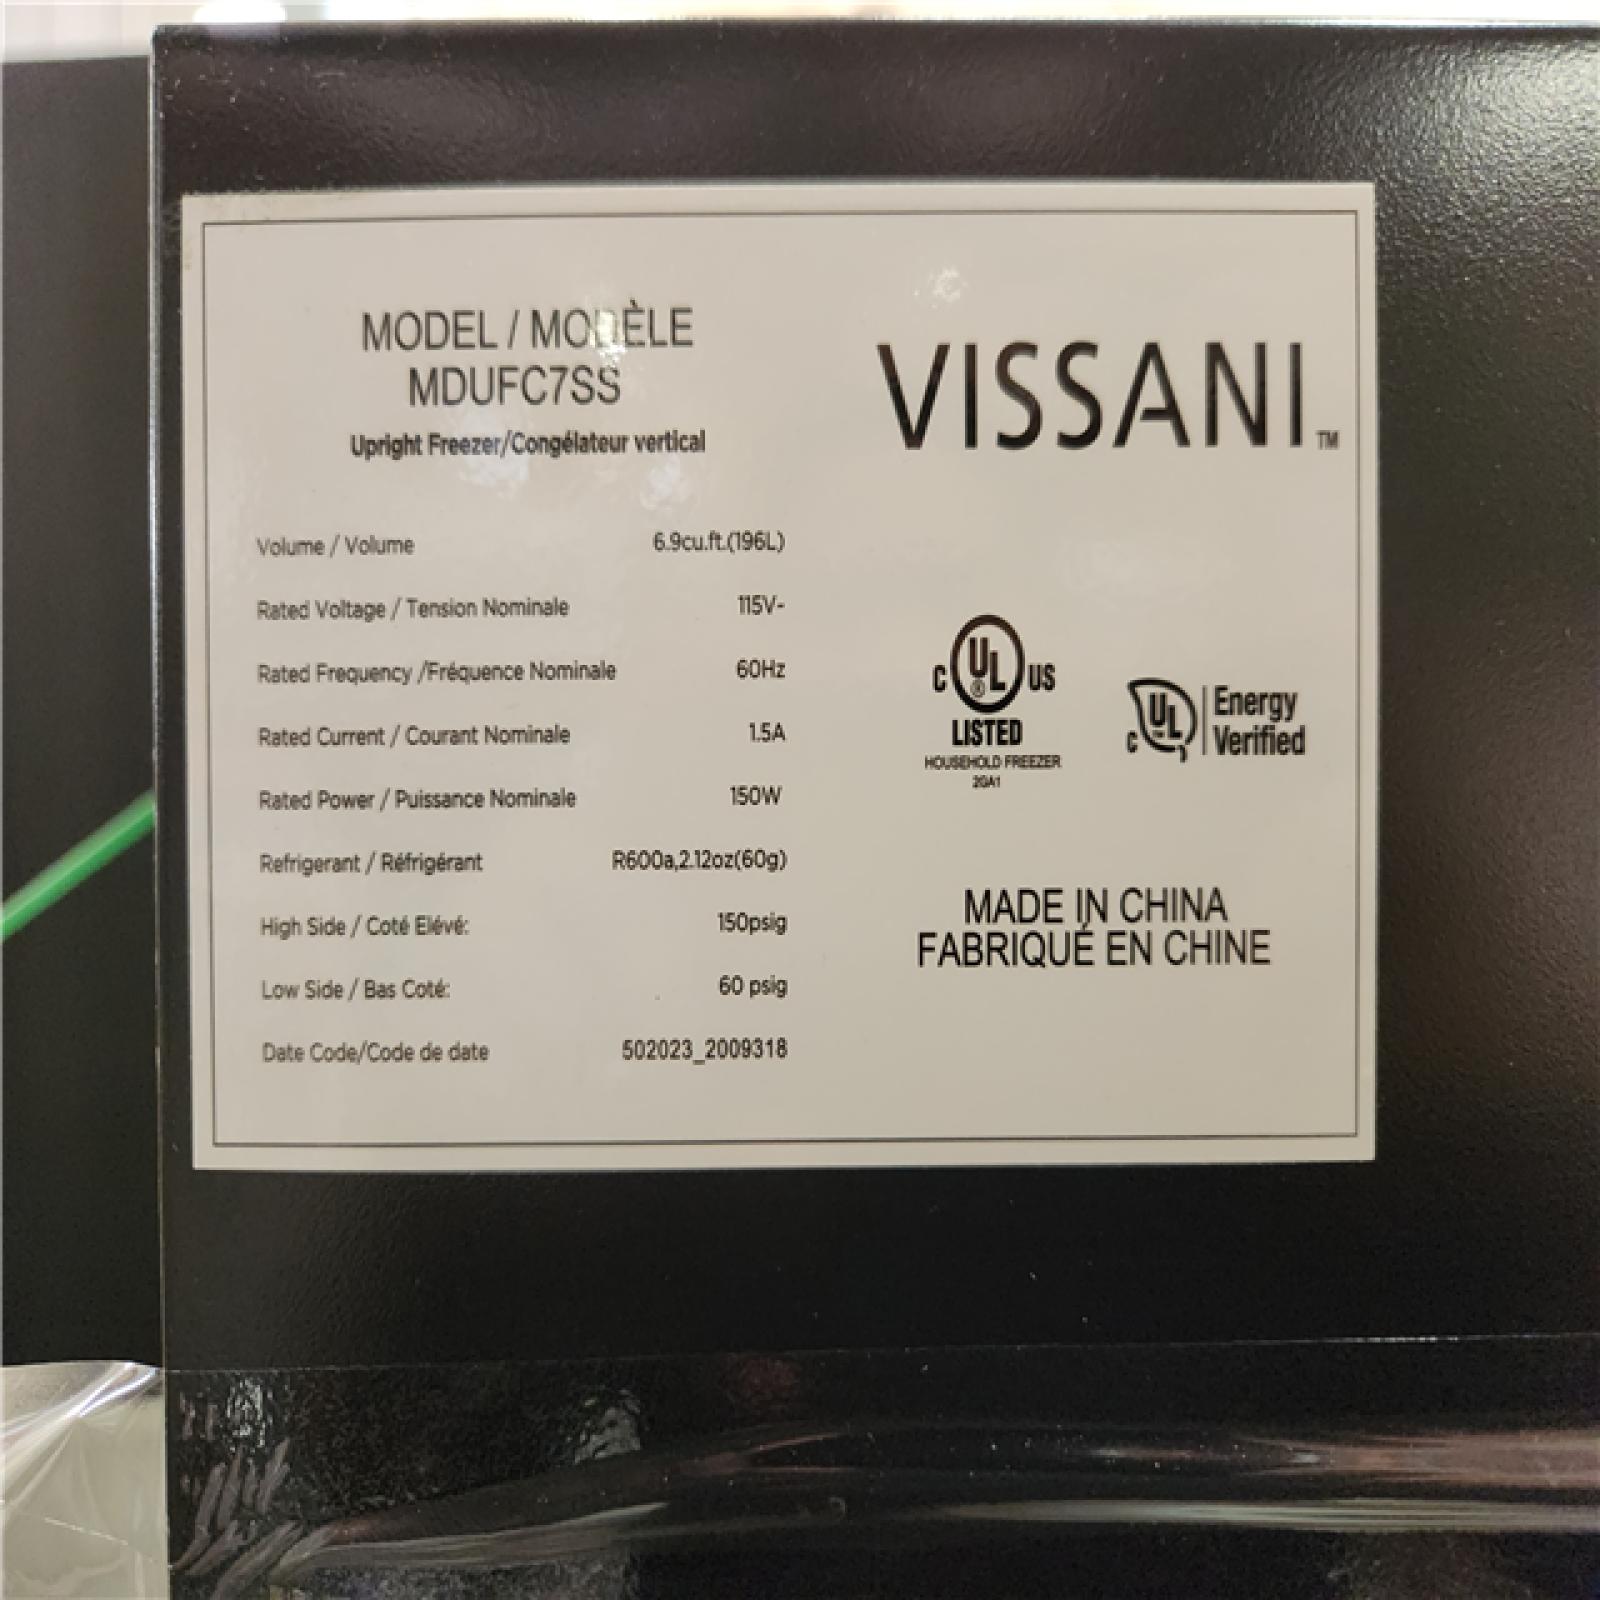 MODEL / MODÈLE
MDUFC7SS
Upright Freezer/Congélateur vertical
Volume / Volume 6.9cu.ft.(196L)
Rated Voltage / Tension Nominale 115V~
Rated Frequency /Fréquence Nominale 60Hz
Rated Current / Courant Nominale 1.5A
Rated Power / Puissance Nominale 150W
Refrigerant / Réfrigérant R600a,2.12oz(60g)
High Side / Coté Elévé: 150psig
Low Side / Bas Coté: 60 psig
Date Code/Code de date 502023_2009318
VISSANI™
C UL® US
LISTED
HOUSEHOLD FREEZER
2GA1
C UL Energy
Verified
MADE IN CHINA
FABRIQUÉ EN CHINE